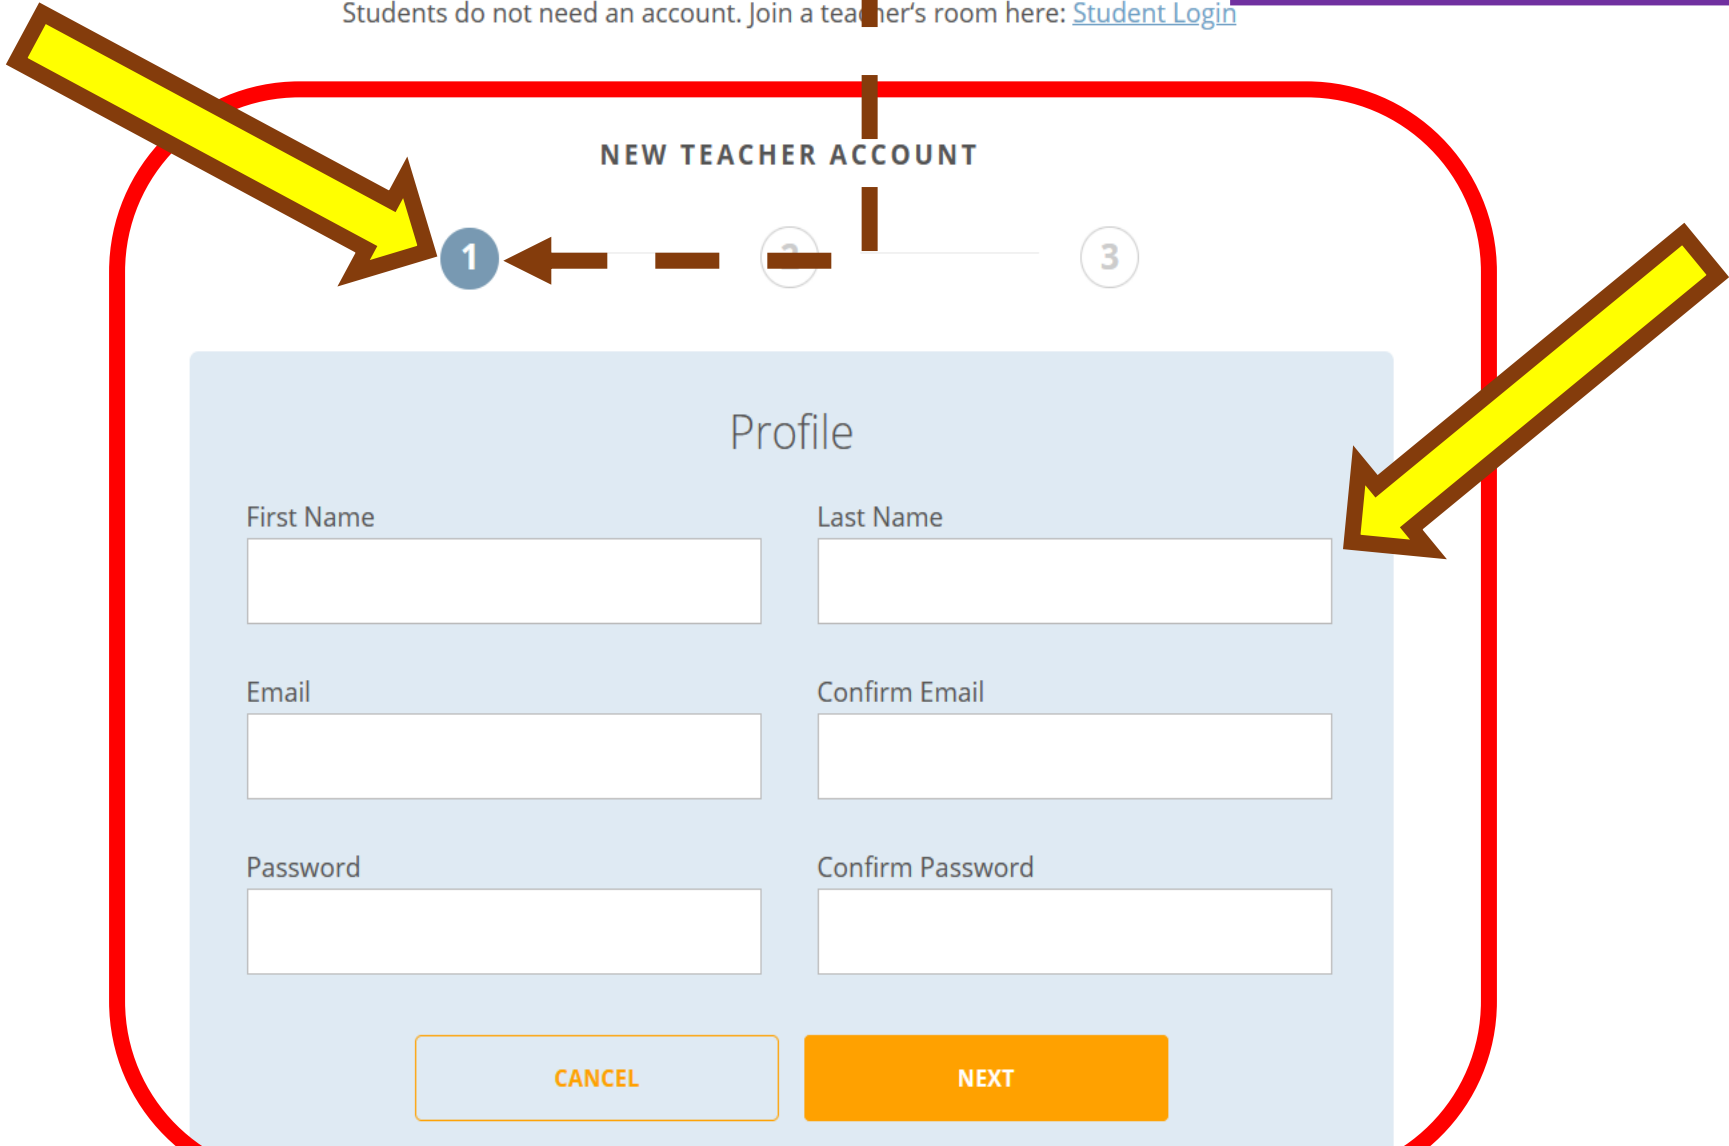 Students do not need an account. Join a teacher's room here: Student Login
NEW TEACHER ACCOUNT
1 2 3
Profile
First Name Last Name
Email Confirm Email
Password Confirm Password
CANCEL NEXT